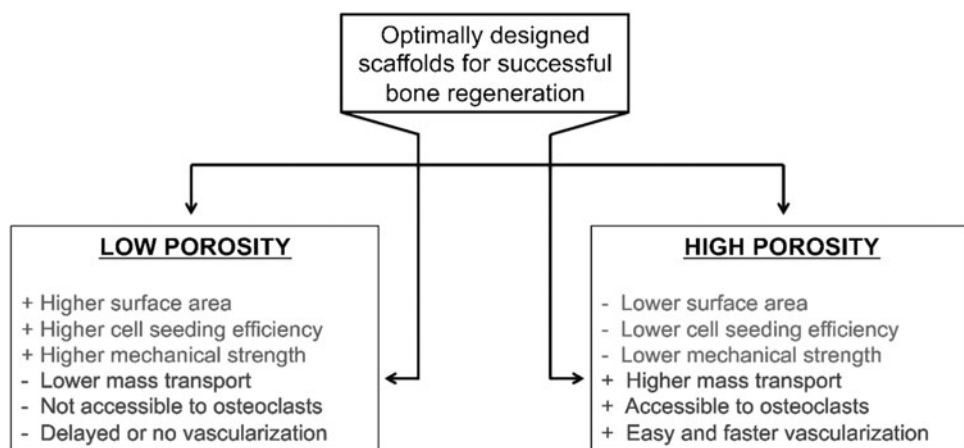 Optimally designed
scaffolds for successful
bone regeneration
LOW POROSITY
+ Higher surface area
+ Higher cell seeding efficiency
+ Higher mechanical strength
- Lower mass transport
- Not accessible to osteoclasts
- Delayed or no vascularization
HIGH POROSITY
- Lower surface area
- Lower cell seeding efficiency
- Lower mechanical strength
+ Higher mass transport
+ Accessible to osteoclasts
+ Easy and faster vascularization